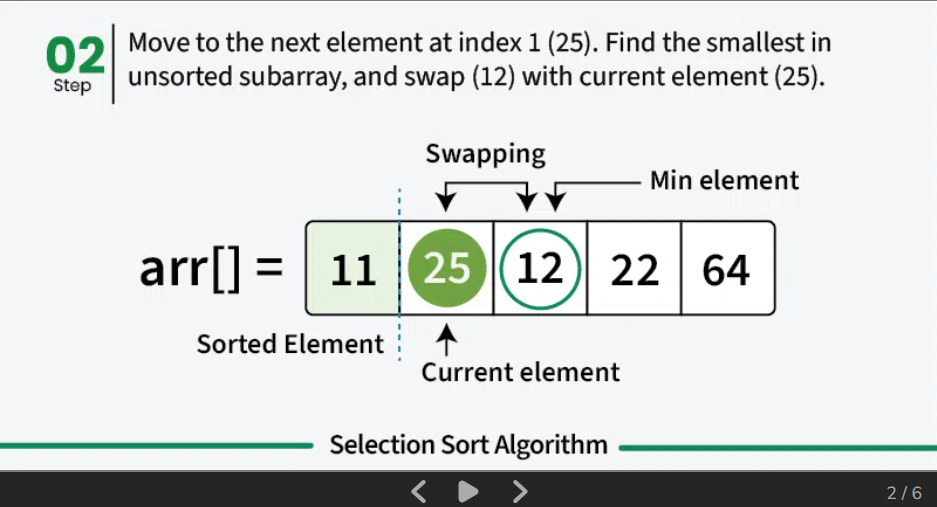 02
Step
Move to the next element at index 1 (25). Find the smallest in
unsorted subarray, and swap (12) with current element (25).
Swapping
Min element
arr[] = 11 25 12 22 64
Sorted Element
Current element
Selection Sort Algorithm
2 / 6